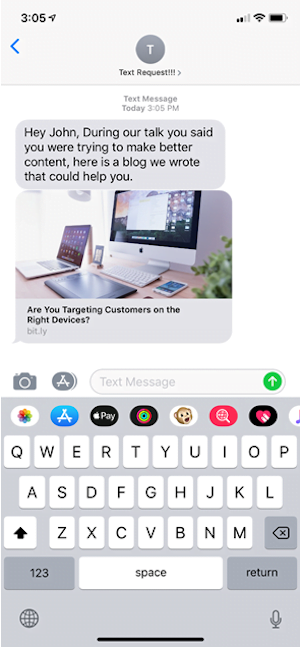 3:05
T
Text Request!!! >
Text Message
Today 3:05 PM
Hey John, During our talk you said
you were trying to make better
content, here is a blog we wrote
that could help you.
Are You Targeting Customers on the
Right Devices?
bit.ly
Text Message
Pay
Q W E R T Y U I O P
A S D F G H J K L
Z X C V B N M
123 space return